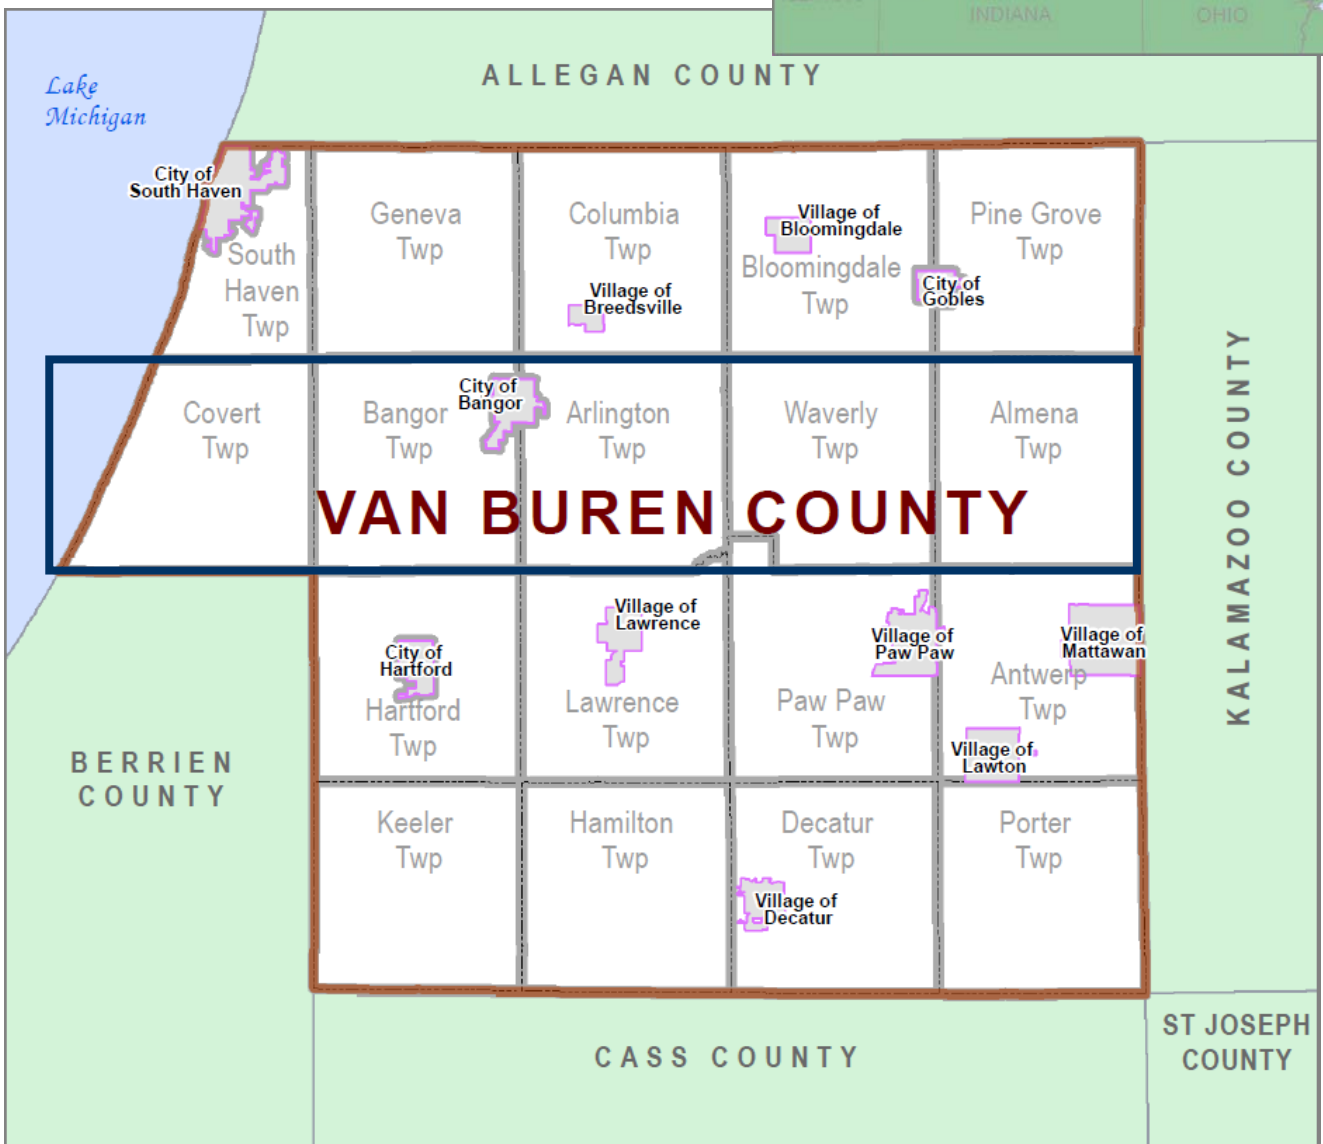 INDIANA
OHIO
Lake
Michigan
ALLEGAN COUNTY
City of
South Haven
South
Haven
Twp
Geneva
Twp
Columbia
Twp
Village of
Breedsville
Village of
Bloomingdale
Bloomingdale
Twp
Pine Grove
Twp
City of
Gobles
Covert
Twp
Bangor
Twp
City of
Bangor
Arlington
Twp
Waverly
Twp
Almena
Twp
VAN BUREN COUNTY
KALAMAZOO COUNTY
City of
Hartford
Hartford
Twp
Village of
Lawrence
Lawrence
Twp
Village of
Paw Paw
Paw Paw
Twp
Village of
Mattawan
Antwerp
Twp
Village of
Lawton
BERRIEN
COUNTY
Keeler
Twp
Hamilton
Twp
Decatur
Twp
Village of
Decatur
Porter
Twp
CASS COUNTY
ST JOSEPH
COUNTY